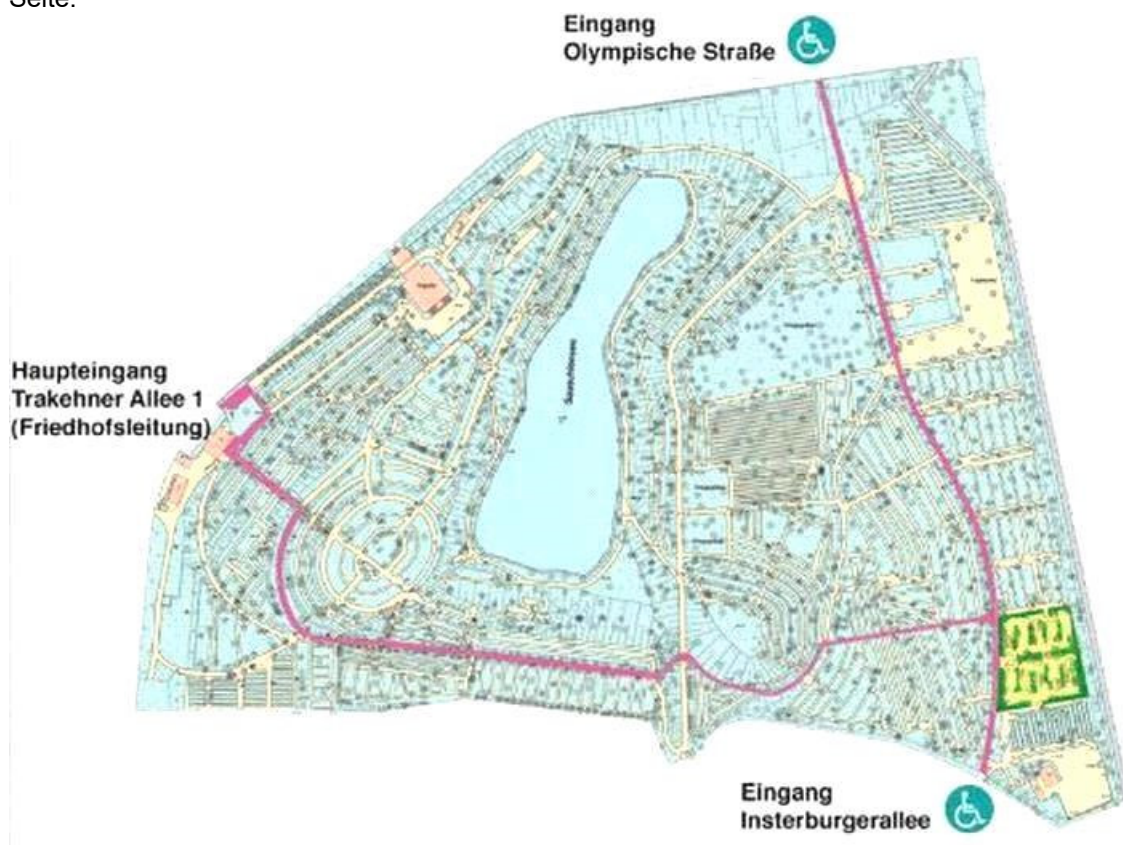 Seite:
Eingang
Olympische Straße
Haupteingang
Trakehner Allee 1
(Friedhofsleitung)
Eingang
Insterburgerallee